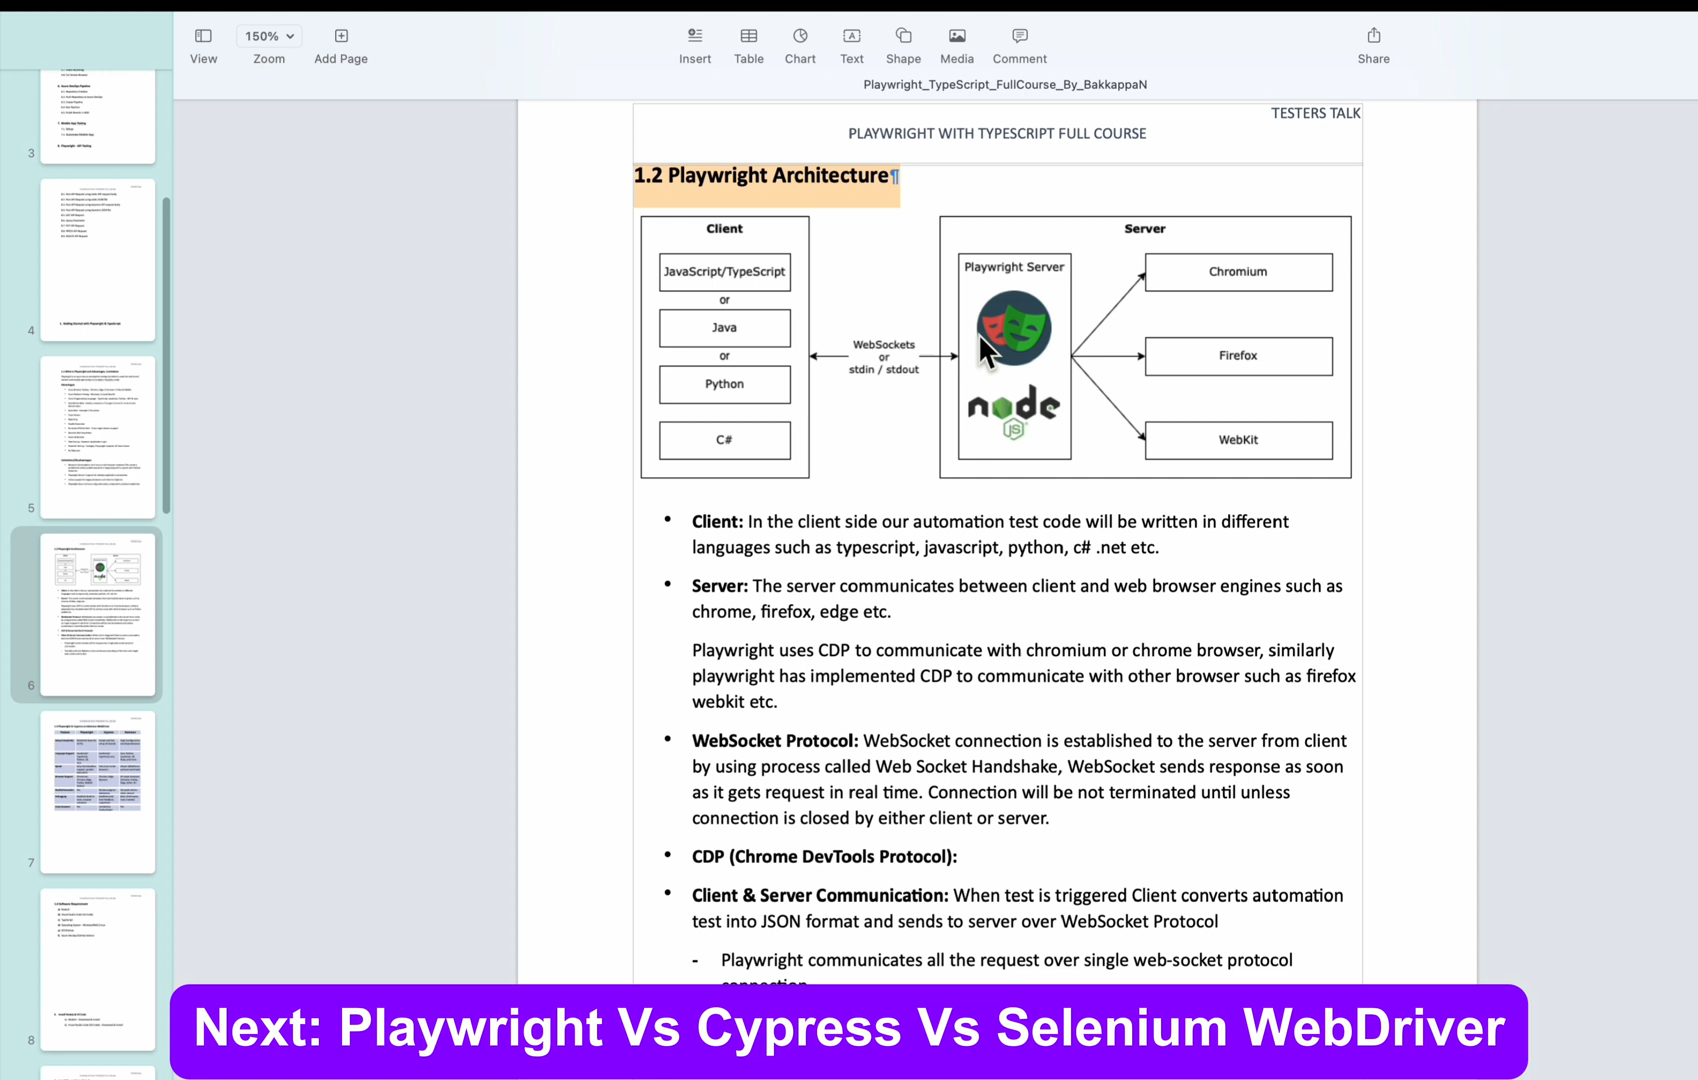 150%
View
Zoom
Add Page
Insert
Table
Chart
Text
Shape
Media
Comment
Share
Playwright_TypeScript_FullCourse_By_BakkappaN
TESTERS TALK
PLAYWRIGHT WITH TYPESCRIPT FULL COURSE
1.2 Playwright Architecture¶
Client
JavaScript/TypeScript
or
Java
or
Python
C#
WebSockets
or
stdin / stdout
Server
Playwright Server
node
JS
Chromium
Firefox
WebKit
• Client: In the client side our automation test code will be written in different
languages such as typescript, javascript, python, c# .net etc.
• Server: The server communicates between client and web browser engines such as
chrome, firefox, edge etc.
Playwright uses CDP to communicate with chromium or chrome browser, similarly
playwright has implemented CDP to communicate with other browser such as firefox
webkit etc.
• WebSocket Protocol: WebSocket connection is established to the server from client
by using process called Web Socket Handshake, WebSocket sends response as soon
as it gets request in real time. Connection will be not terminated until unless
connection is closed by either client or server.
• CDP (Chrome DevTools Protocol):
• Client & Server Communication: When test is triggered Client converts automation
test into JSON format and sends to server over WebSocket Protocol
- Playwright communicates all the request over single web-socket protocol
Next: Playwright Vs Cypress Vs Selenium WebDriver
3
4
5
6
7
8